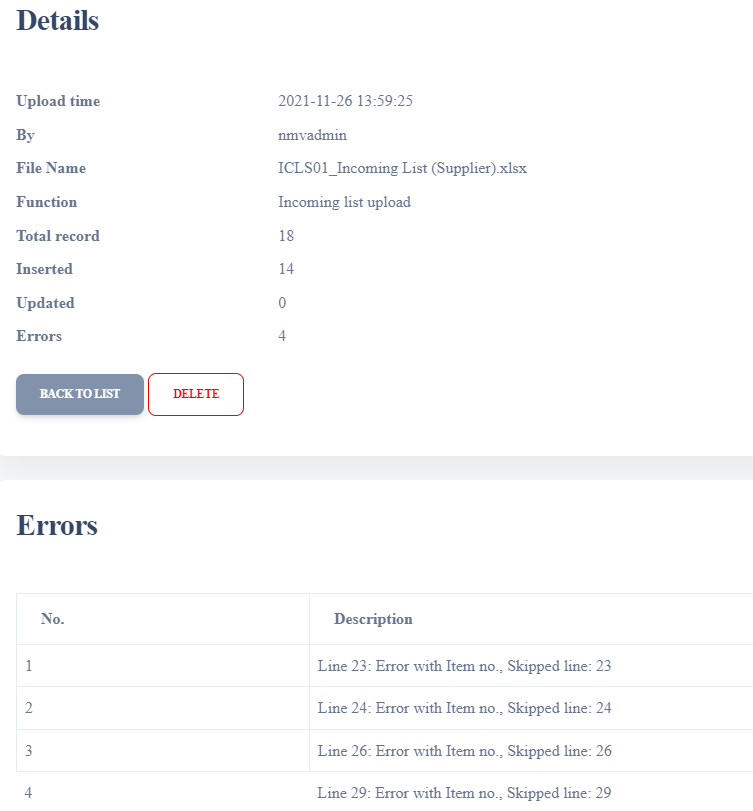 Details
Upload time 2021-11-26 13:59:25
By nmvadmin
File Name ICLS01_Incoming List (Supplier).xlsx
Function Incoming list upload
Total record 18
Inserted 14
Updated 0
Errors 4
BACK TO LIST DELETE
Errors
No. Description
1 Line 23: Error with Item no., Skipped line: 23
2 Line 24: Error with Item no., Skipped line: 24
3 Line 26: Error with Item no., Skipped line: 26
4 Line 29: Error with Item no., Skipped line: 29